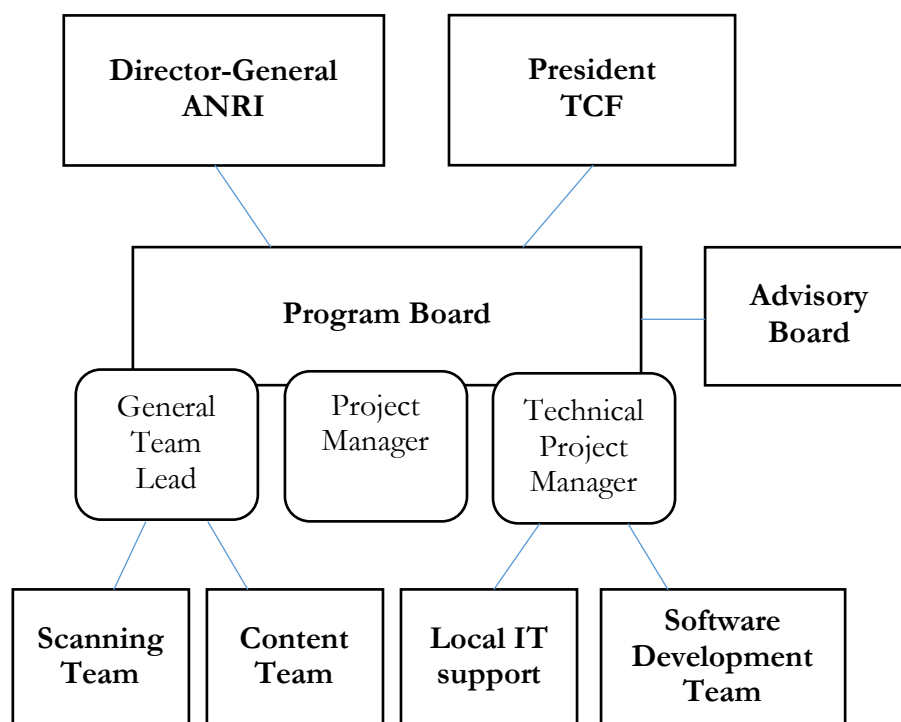 Director-General
ANRI
President
TCF
Program Board
Advisory
Board
General
Team
Lead
Project
Manager
Technical
Project
Manager
Scanning
Team
Content
Team
Local IT
support
Software
Development
Team